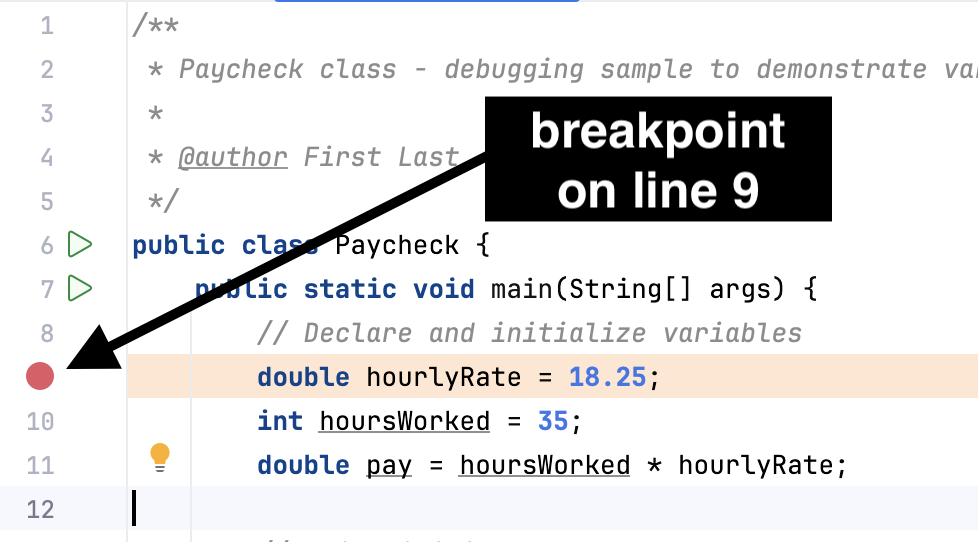 1 /**
2 * Paycheck class - debugging sample to demonstrate
3 *
4 * @author First Last
5 */
breakpoint
on line 9
6 public class Paycheck {
7 public static void main(String[] args) {
8 // Declare and initialize variables
double hourlyRate = 18.25;
10 int hoursWorked = 35;
11 double pay = hoursWorked * hourlyRate;
12